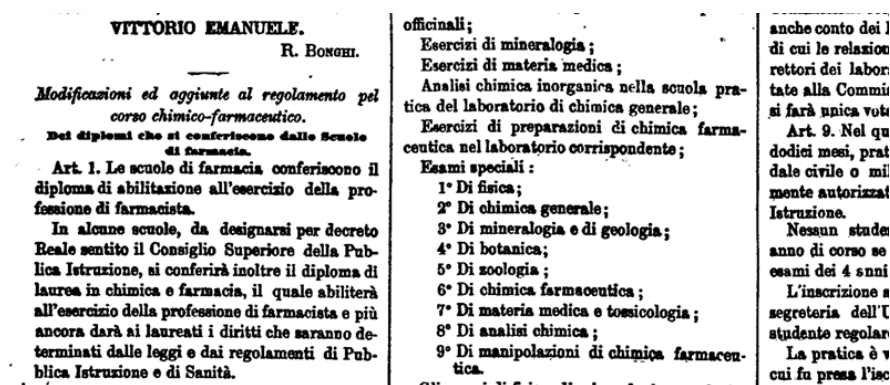 VITTORIO EMANUELE.
R. BONGHI.
Modificazioni ed aggiunte al regolamento pel
corso chimico-farmaceutico.
Dei diplomi che si conferiscono dalle Scuole
di farmacia.
Art. 1. Le scuole di farmacia conferiscono il
diploma di abilitazione all'esercizio della pro-
fessione di farmacista.
In alcune scuole, da designarsi per decreto
Reale sentito il Consiglio Superiore della Pub-
lica Istruzione, si conferirà inoltre il diploma di
laurea in chimica e farmacia, il quale abiliterà
all'esercizio della professione di farmacista e più
ancora darà ai laureati i diritti che saranno de-
terminati dalle leggi e dai regolamenti di Pub-
blica Istruzione e di Sanità.
officinali;
Esercizi di mineralogia;
Esercizi di materia medica;
Analisi chimica inorganica nella scuola pra-
tica del laboratorio di chimica generale;
Esercizi di preparazioni di chimica farma-
ceutica nel laboratorio corrispondente;
Esami speciali:
1° Di fisica;
2° Di chimica generale;
3° Di mineralogia e di geologia;
4° Di botanica;
5° Di zoologia;
6° Di chimica farmaceutica;
7° Di materia medica e tossicologia;
8° Di analisi chimica;
9° Di manipolazioni di chimica farmaceu-
tica.
anche conto dei
di cui le relazion
rettori dei labor
tate alla Commi
si farà unica vot
Art. 9. Nel qu
dodici mesi, prat
dale civile o mil
mente autorizzat
Istruzione.
Nessun studen
anno di corso se
esami dei 4 anni
L'inscrizione a
segreteria dell'U
studente regolar
La pratica è v
cui fu presa l'isc